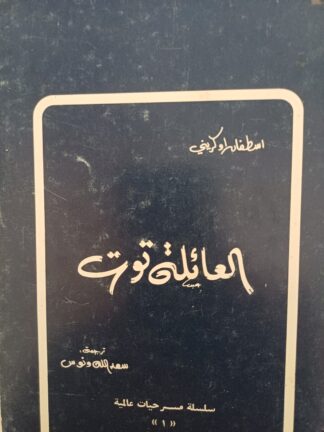 اسطفان اوركيني
العائلة توت
ترجمة:
سعد الله ونوس
سلسلة مسرحيات عالمية
«١»